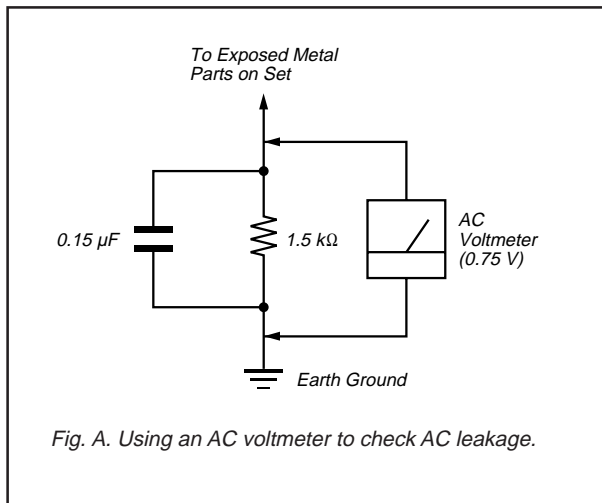 To Exposed Metal
Parts on Set
0.15 µF
1.5 kΩ
AC
Voltmeter
(0.75 V)
Earth Ground
Fig. A. Using an AC voltmeter to check AC leakage.